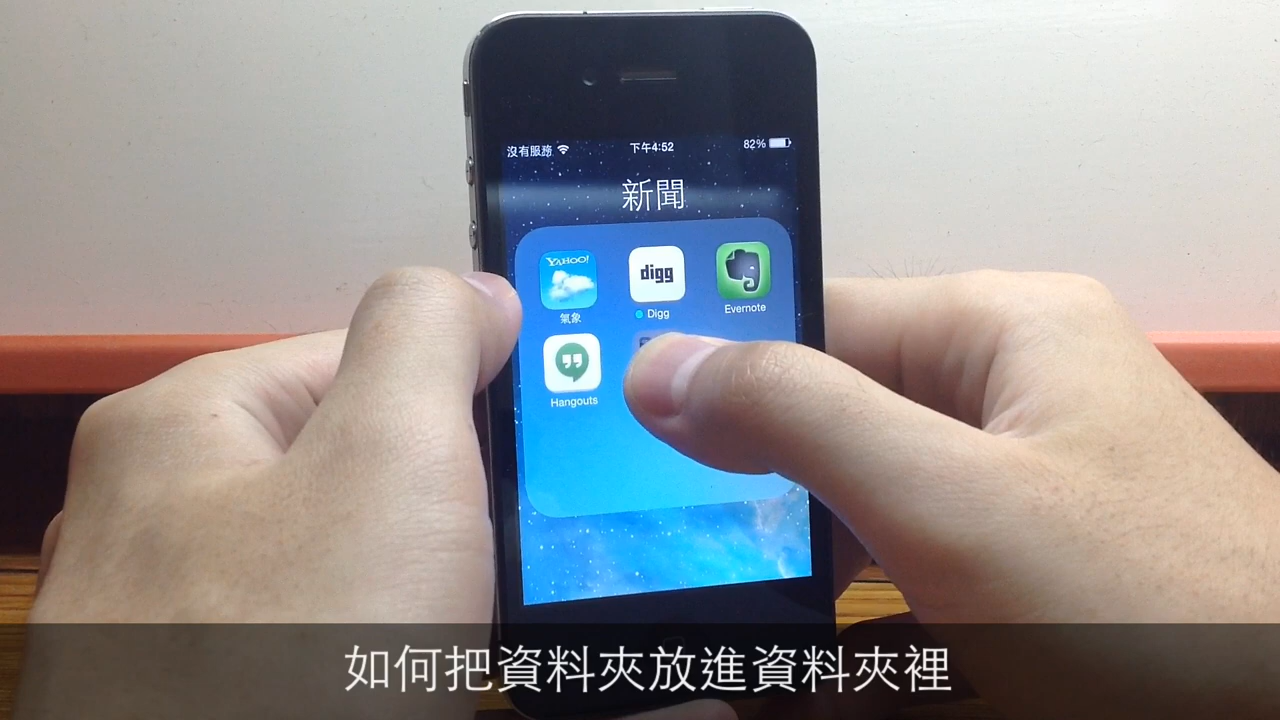 沒有服務 下午4:52 82%
新聞
YAHOO! digg
氣象 Digg Evernote
Hangouts
如何把資料夾放進資料夾裡